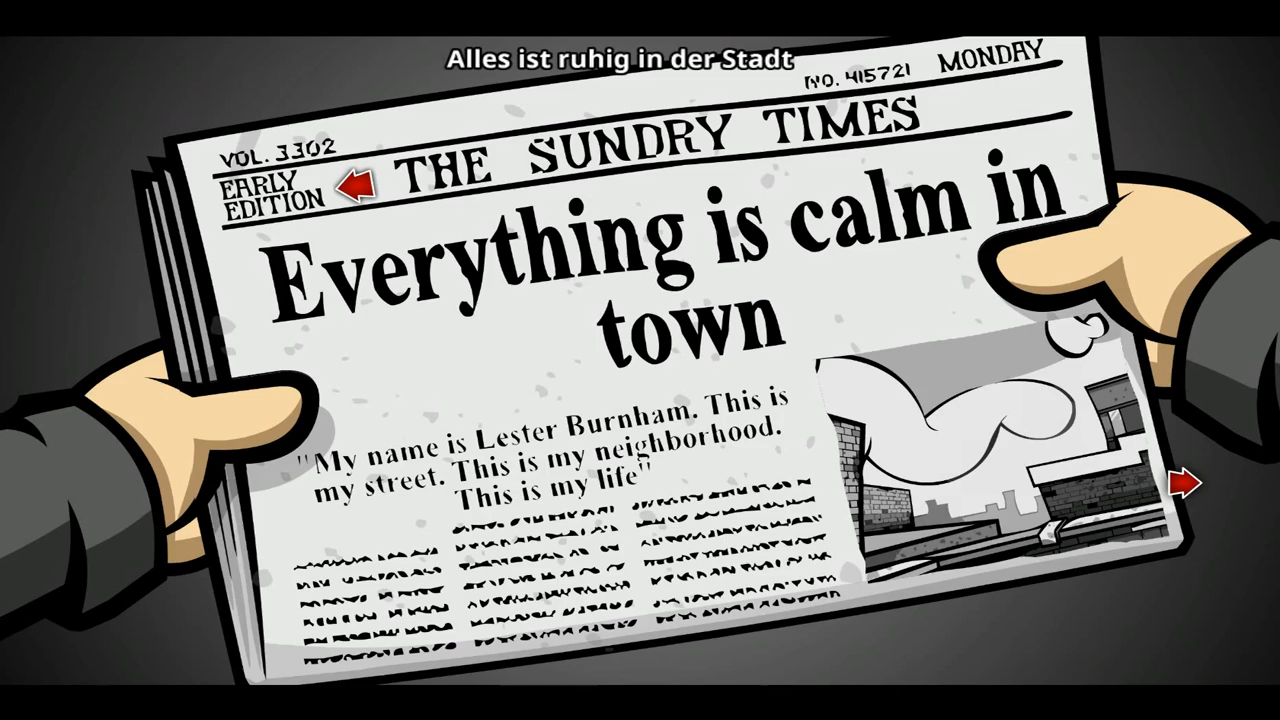 Alles ist ruhig in der Stadt
NO. 415721 MONDAY
VOL. 3302
EARLY
EDITION
THE SUNDRY TIMES
Everything is calm in
town
"My name is Lester Burnham. This is
my street. This is my neighborhood.
This is my life"